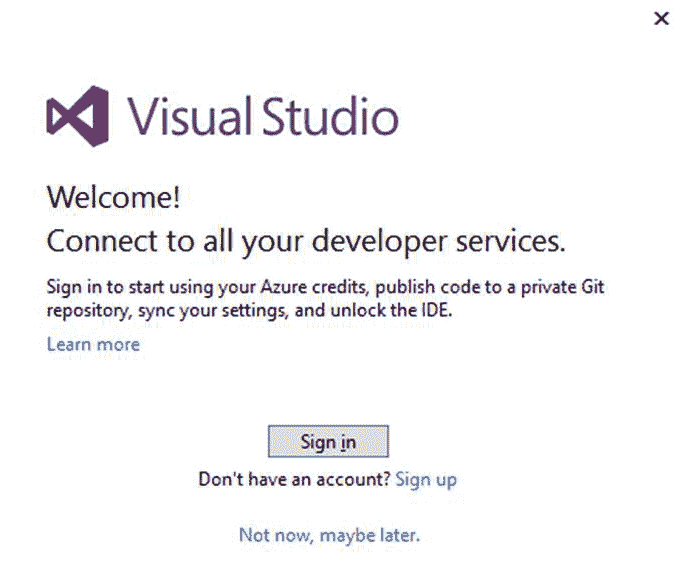 Visual Studio
Welcome!
Connect to all your developer services.
Sign in to start using your Azure credits, publish code to a private Git
repository, sync your settings, and unlock the IDE.
Learn more
Sign in
Don't have an account? Sign up
Not now, maybe later.